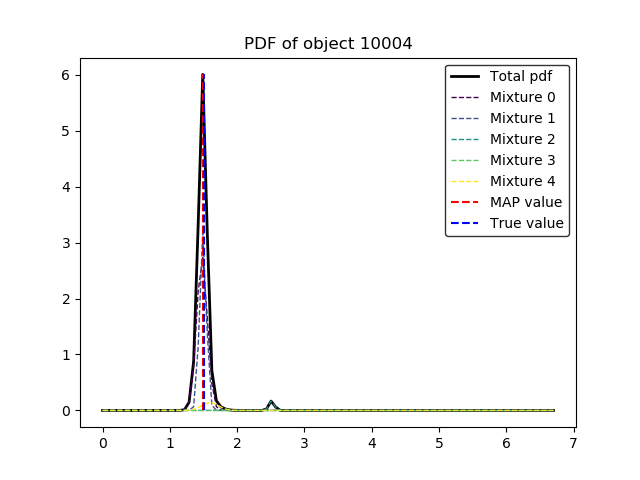 PDF of object 10004
6
5
4
3
2
1
0
0 1 2 3 4 5 6 7
Total pdf
Mixture 0
Mixture 1
Mixture 2
Mixture 3
Mixture 4
MAP value
True value